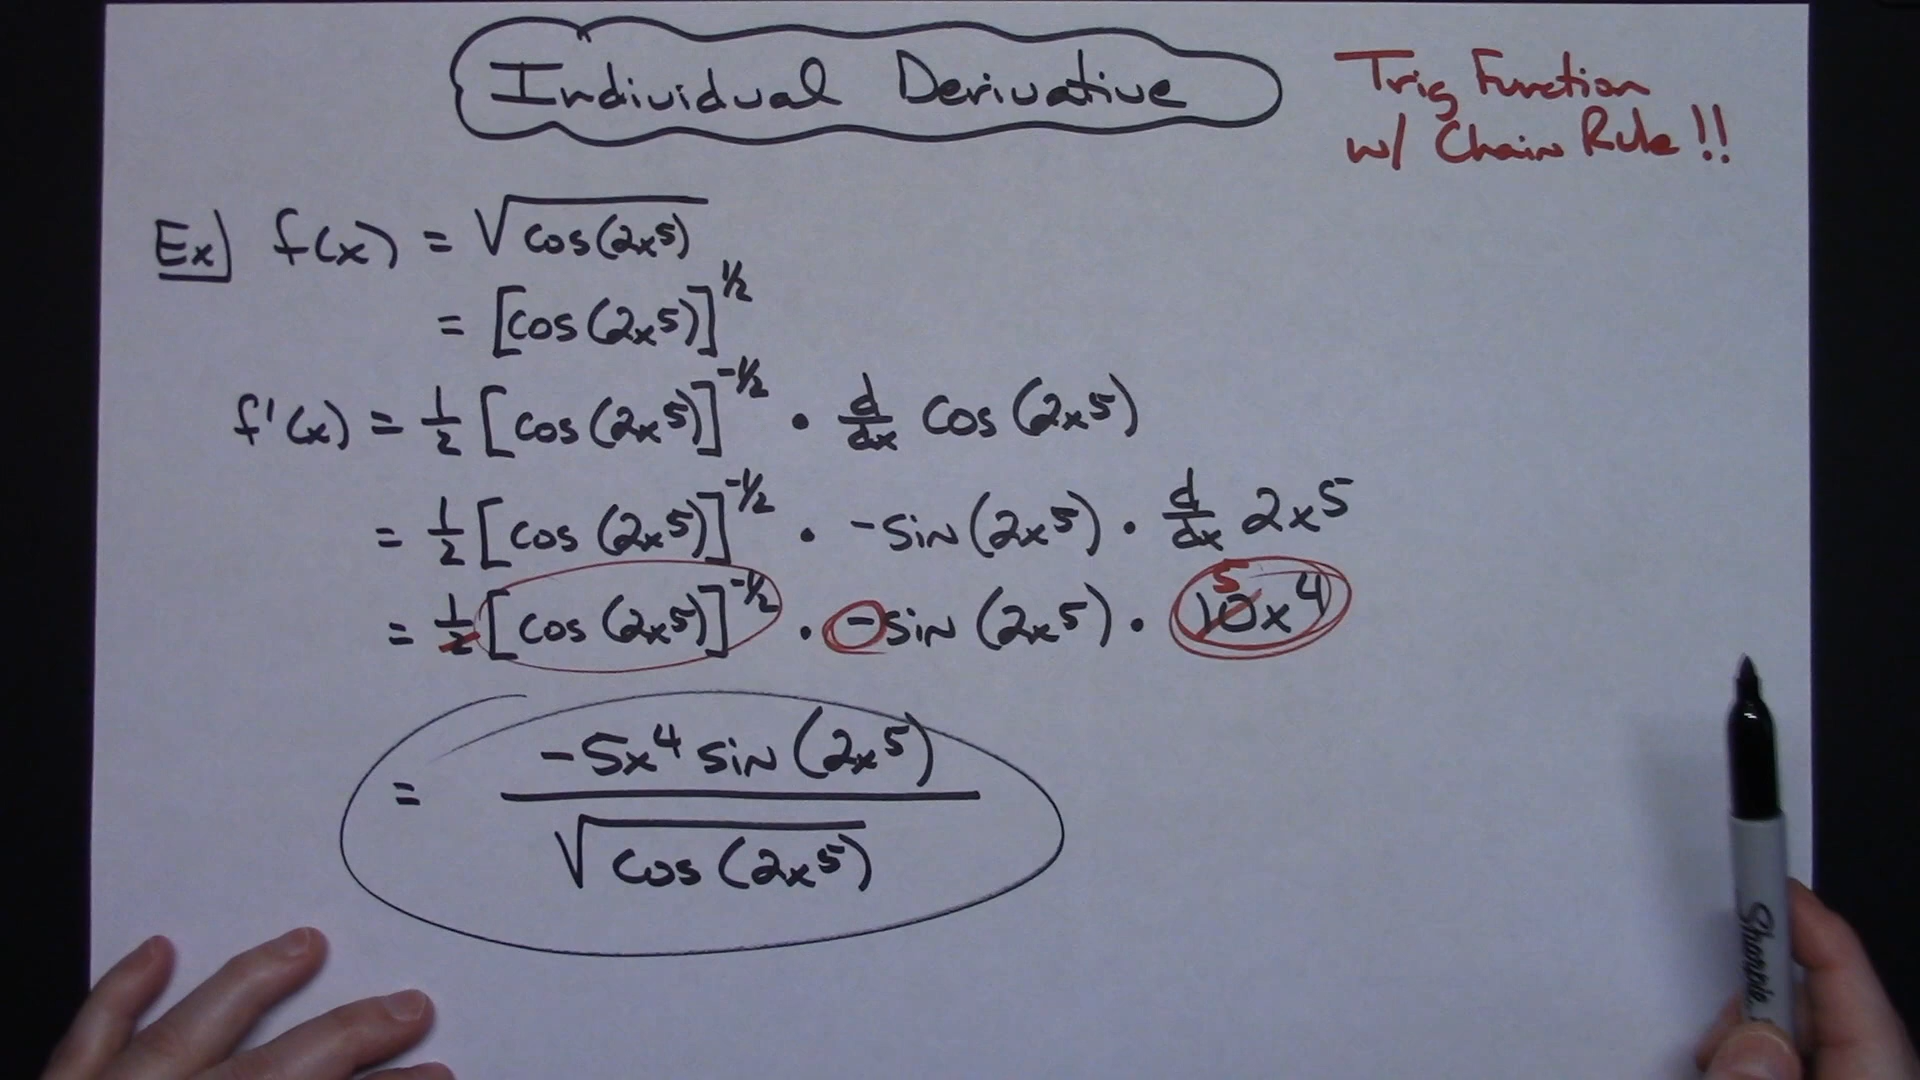 Individual Derivative
Trig Function
w/ Chain Rule!!
Ex) f(x) = √cos(2x⁵)
= [cos(2x⁵)]^½
f'(x) = ½ [cos(2x⁵)]^-½ • d/dx cos(2x⁵)
= ½ [cos(2x⁵)]^-½ • -sin(2x⁵) • d/dx 2x⁵
5
= ½ [cos(2x⁵)]^-½ • -sin(2x⁵) • 10x⁴
-5x⁴ sin(2x⁵)
=
√cos(2x⁵)
Sharpie